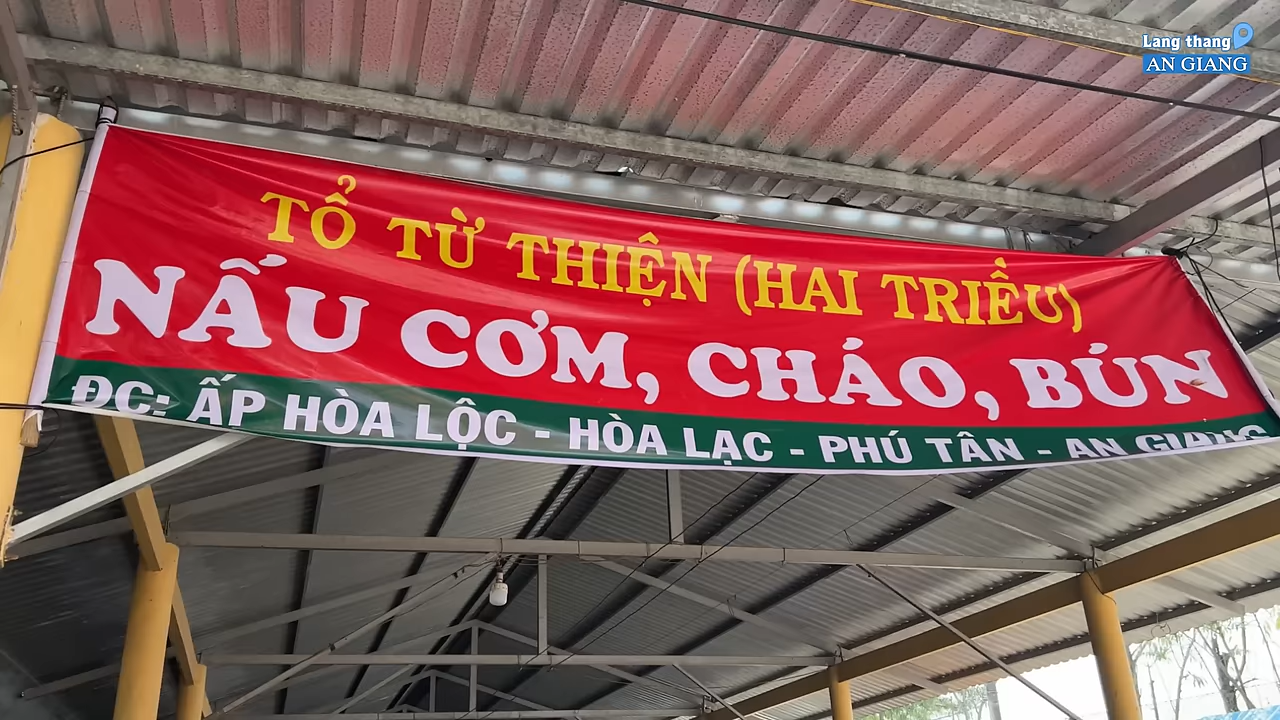 Lang thang
AN GIANG
TỔ TỪ THIỆN (HAI TRIỀU)
NẤU CƠM, CHÁO, BÚN
ĐC: ẤP HÒA LỘC - HÒA LẠC - PHÚ TÂN - AN GIANG